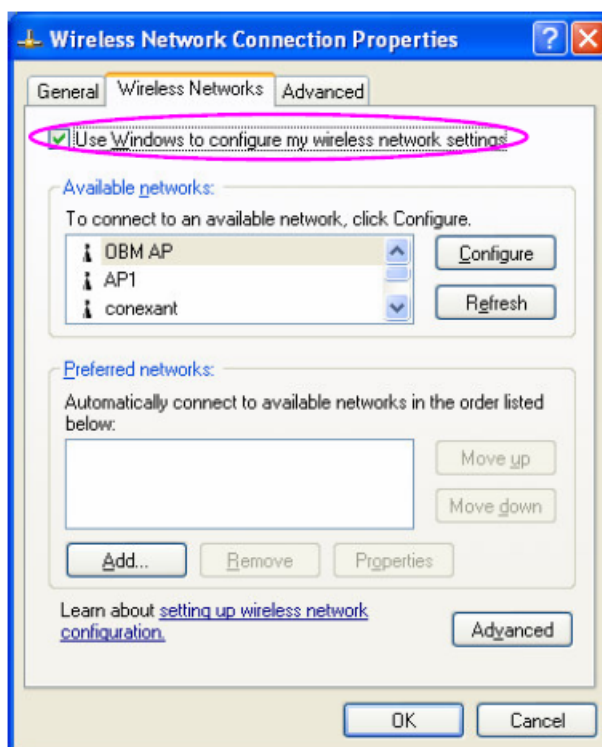 Wireless Network Connection Properties
General
Wireless Networks
Advanced
Use Windows to configure my wireless network settings
Available networks:
To connect to an available network, click Configure.
OBM AP
AP1
conexant
Configure
Refresh
Preferred networks:
Automatically connect to available networks in the order listed
below:
Move up
Move down
Add...
Remove
Properties
Learn about setting up wireless network
configuration.
Advanced
OK
Cancel